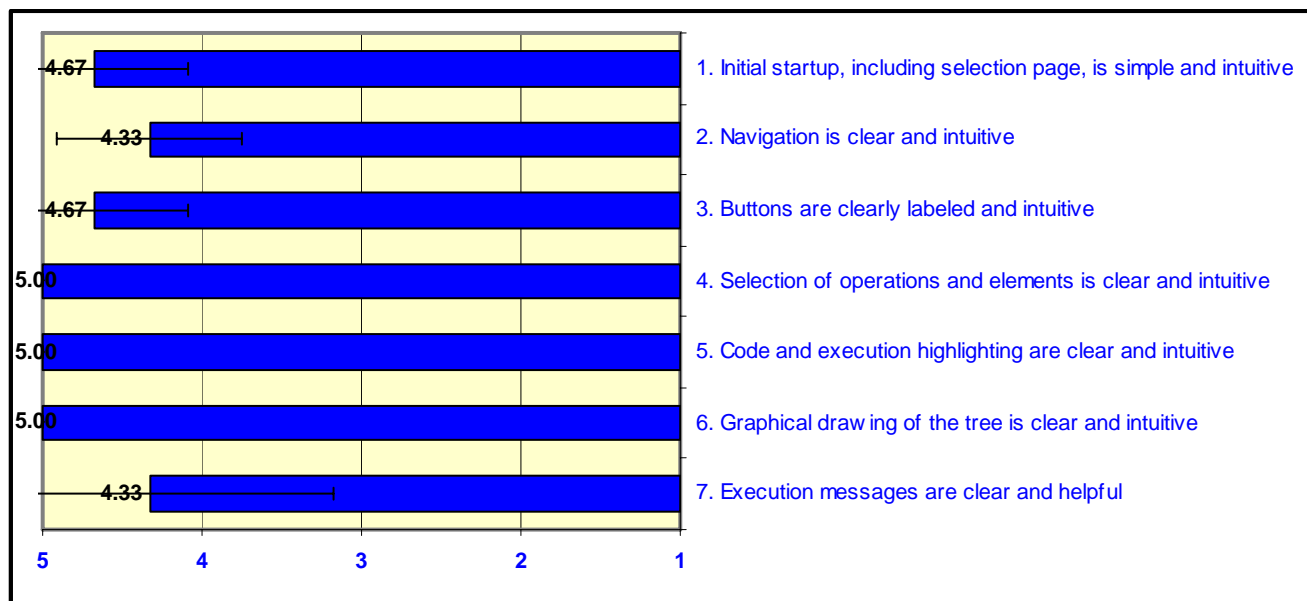 4.67 1. Initial startup, including selection page, is simple and intuitive
4.33 2. Navigation is clear and intuitive
4.67 3. Buttons are clearly labeled and intuitive
5.00 4. Selection of operations and elements is clear and intuitive
5.00 5. Code and execution highlighting are clear and intuitive
5.00 6. Graphical drawing of the tree is clear and intuitive
4.33 7. Execution messages are clear and helpful
5 4 3 2 1